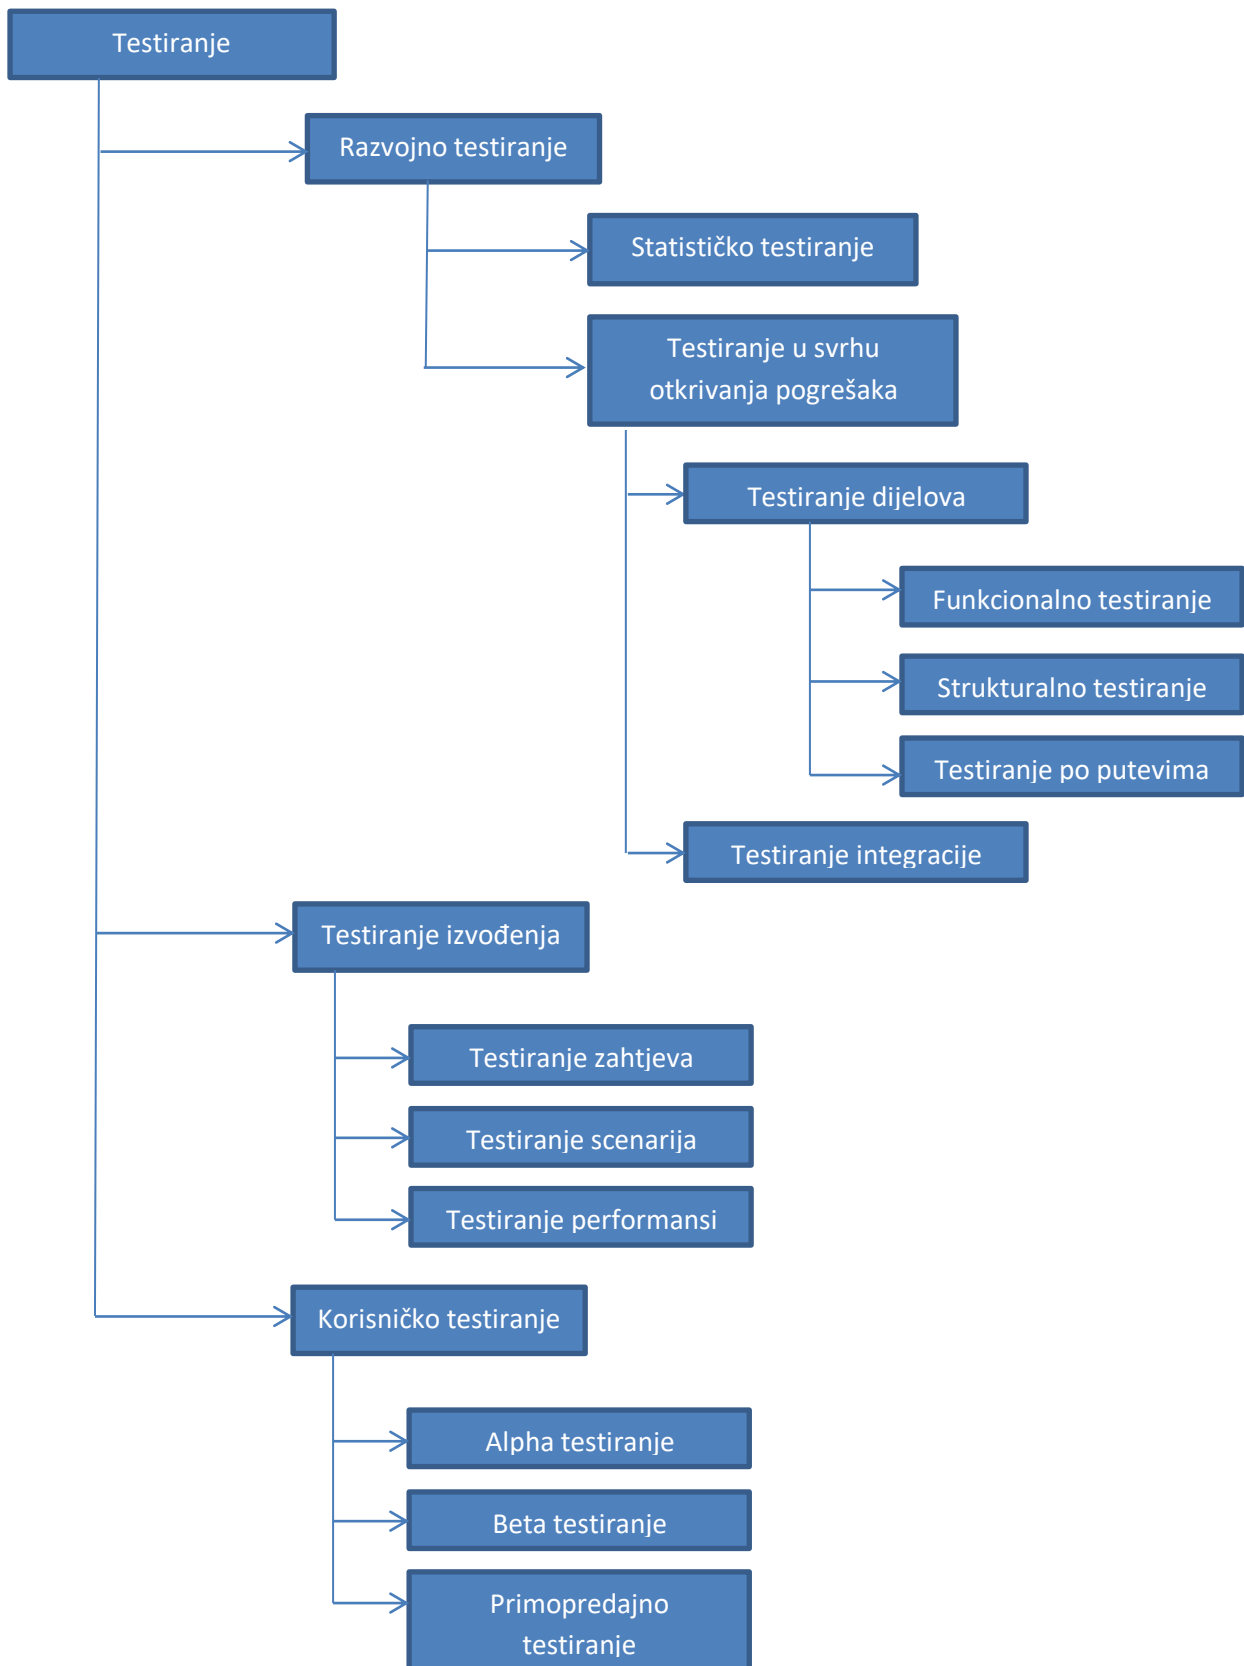 Testiranje
Razvojno testiranje
Statističko testiranje
Testiranje u svrhu
otkrivanja pogrešaka
Testiranje dijelova
Funkcionalno testiranje
Strukturalno testiranje
Testiranje po putevima
Testiranje integracije
Testiranje izvođenja
Testiranje zahtjeva
Testiranje scenarija
Testiranje performansi
Korisničko testiranje
Alpha testiranje
Beta testiranje
Primopredajno
testiranje